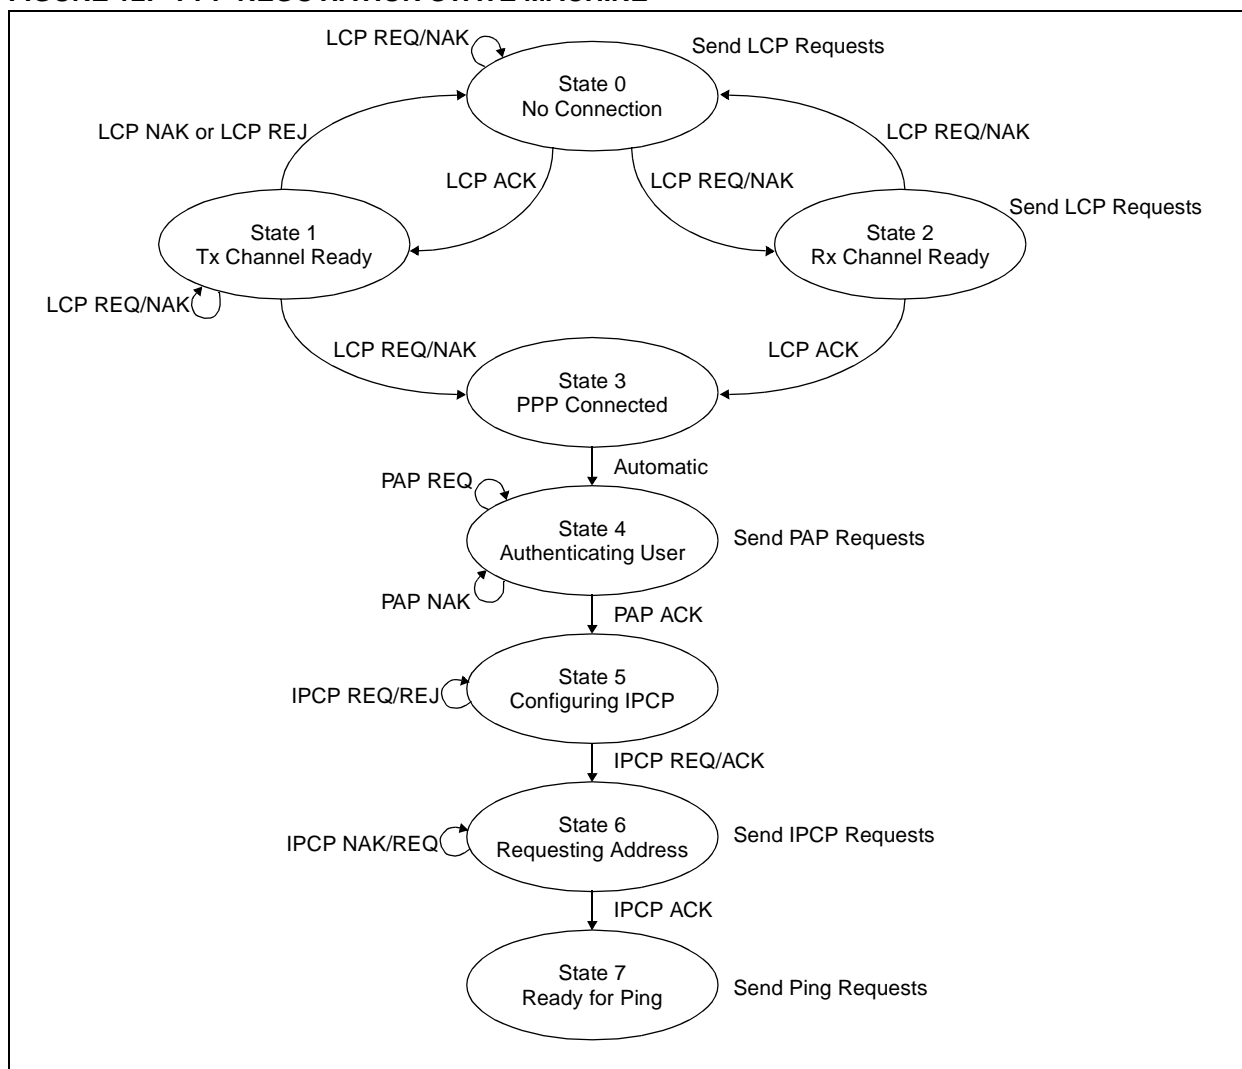 LCP REQ/NAK
Send LCP Requests
State 0
No Connection
LCP NAK or LCP REJ
LCP REQ/NAK
LCP ACK
LCP REQ/NAK
State 1
Tx Channel Ready
State 2
Rx Channel Ready
Send LCP Requests
LCP REQ/NAK
LCP REQ/NAK
LCP ACK
State 3
PPP Connected
Automatic
PAP REQ
State 4
Authenticating User
Send PAP Requests
PAP NAK
PAP ACK
State 5
Configuring IPCP
IPCP REQ/REJ
IPCP REQ/ACK
State 6
Requesting Address
Send IPCP Requests
IPCP NAK/REQ
IPCP ACK
State 7
Ready for Ping
Send Ping Requests